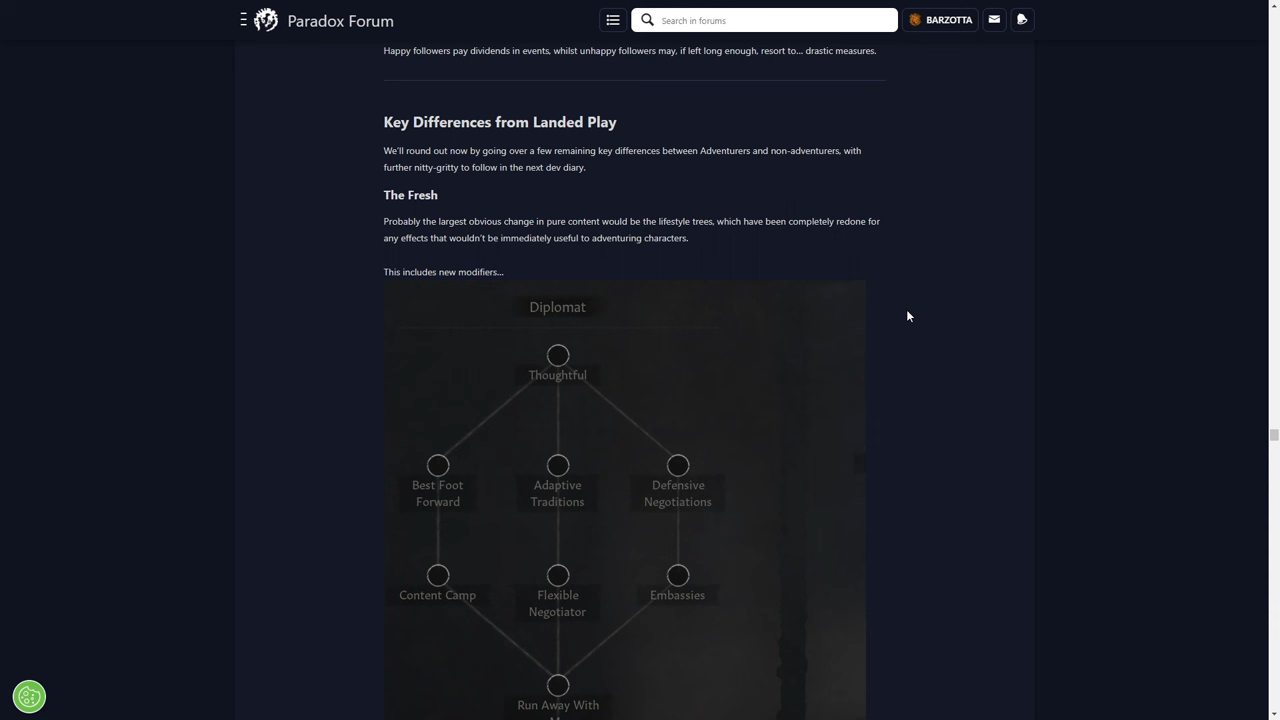 Paradox Forum
Search in forums
BARZOTTA
Happy followers pay dividends in events, whilst unhappy followers may, if left long enough, resort to... drastic measures.
Key Differences from Landed Play
We'll round out now by going over a few remaining key differences between Adventurers and non-adventurers, with
further nitty-gritty to follow in the next dev diary.
The Fresh
Probably the largest obvious change in pure content would be the lifestyle trees, which have been completely redone for
any effects that wouldn't be immediately useful to adventuring characters.
This includes new modifiers...
Diplomat
Thoughtful
Best Foot
Forward
Adaptive
Traditions
Defensive
Negotiations
Content Camp
Flexible
Negotiator
Embassies
Run Away With